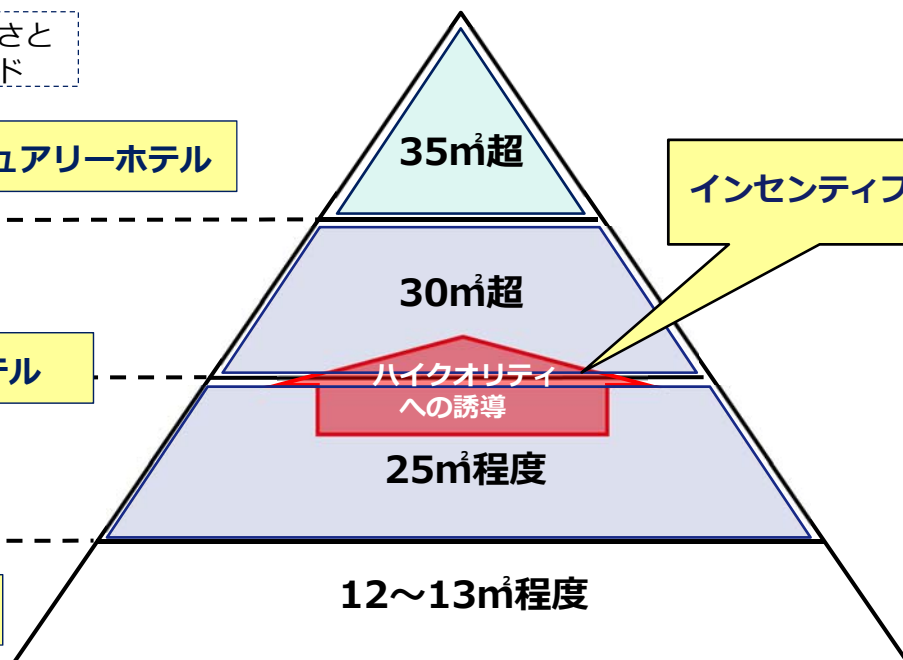 さと
ド
ュアリーホテル
35㎡超
インセンティブ
30㎡超
テル
ハイクオリティ
への誘導
25㎡程度
12～13㎡程度